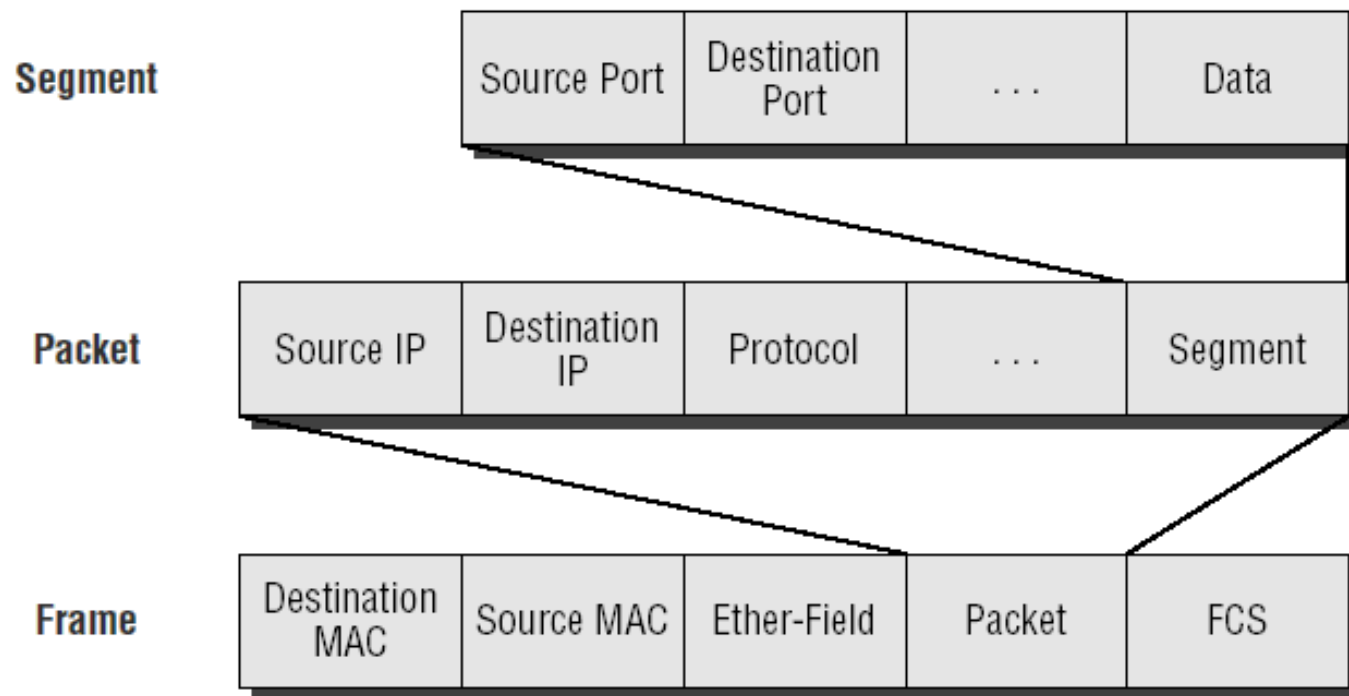 Segment
Source Port
Destination
Port
...
Data
Packet
Source IP
Destination
IP
Protocol
...
Segment
Frame
Destination
MAC
Source MAC
Ether-Field
Packet
FCS